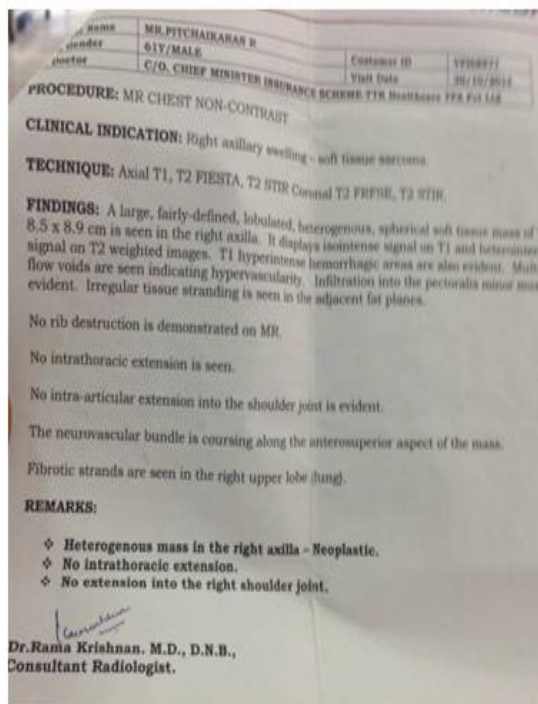 name MR.PITCHAIKARAN R
gender 61Y/MALE Customer ID
doctor C/O. CHIEF MINISTER INSURANCE SCHEME TTK Healthcare TPA Pvt Ltd Visit Date
PROCEDURE: MR CHEST NON-CONTRAST
CLINICAL INDICATION: Right axillary swelling - soft tissue sarcoma
TECHNIQUE: Axial T1, T2 FIESTA, T2 STIR Coronal T2 FRFSE, T2 STIR
FINDINGS: A large, fairly-defined, lobulated, heterogenous, spherical soft tissue mass of
8.5 x 8.9 cm is seen in the right axilla. It displays isointense signal on T1 and
signal on T2 weighted images. T1 hyperintense hemorrhagic areas are also evident.
flow voids are seen indicating hypervascularity. Infiltration into the pectoralis minor
evident. Irregular tissue stranding is seen in the adjacent fat planes.
No rib destruction is demonstrated on MR.
No intrathoracic extension is seen.
No intra-articular extension into the shoulder joint is evident.
The neurovascular bundle is coursing along the anterosuperior aspect of the mass.
Fibrotic strands are seen in the right upper lobe (lung).
REMARKS:
❖ Heterogenous mass in the right axilla - Neoplastic.
❖ No intrathoracic extension.
❖ No extension into the right shoulder joint.
Dr.Rama Krishnan. M.D., D.N.B.,
Consultant Radiologist.